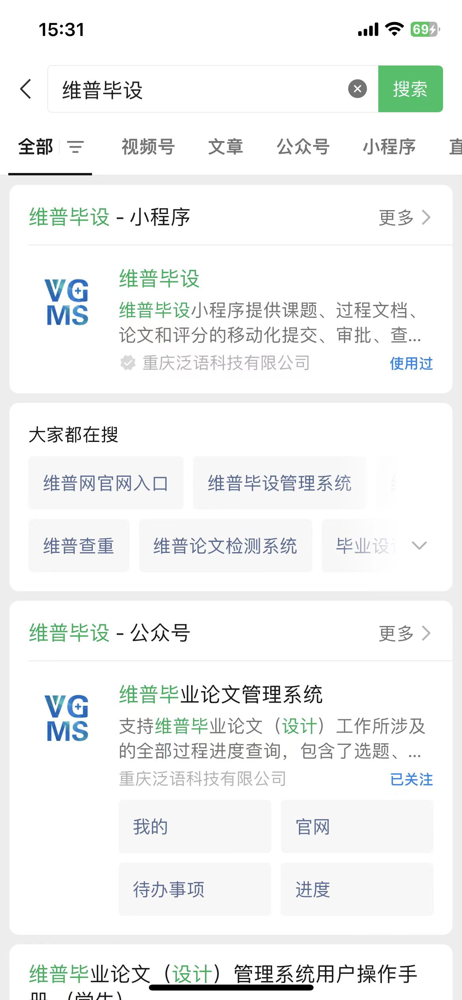 15:31
69
维普毕设
搜索
全部
视频号
文章
公众号
小程序
维普毕设 - 小程序
更多
VG
MS
维普毕设
维普毕设小程序提供课题、过程文档、
论文和评分的移动化提交、审批、查...
重庆泛语科技有限公司
使用过
大家都在搜
维普网官网入口
维普毕设管理系统
维普查重
维普论文检测系统
毕业设
维普毕设 - 公众号
更多
VG
MS
维普毕业论文管理系统
支持维普毕业论文（设计）工作所涉及
的全部过程进度查询，包含了选题、...
重庆泛语科技有限公司
已关注
我的
官网
待办事项
进度
维普毕业论文（设计）管理系统用户操作手
册（学生）